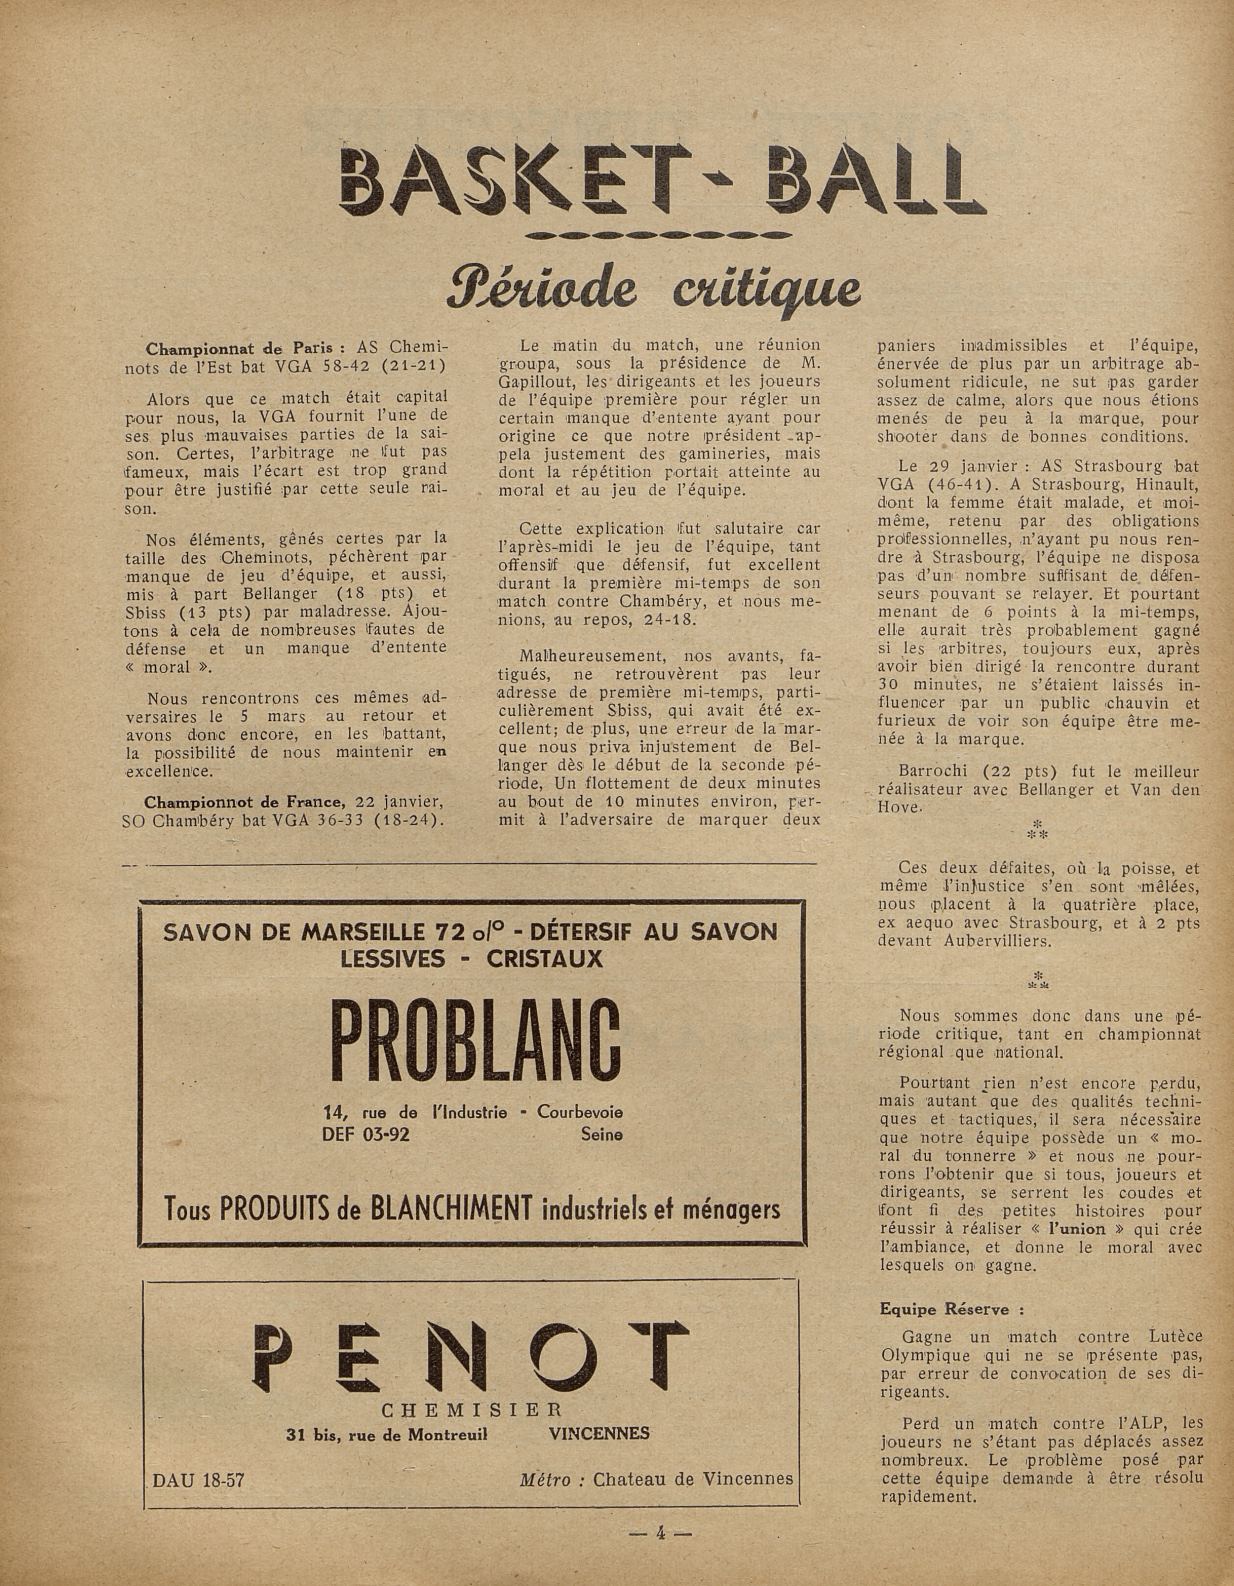 BASKET - BALL
Période critique
Championnat de Paris : AS Chemi-
nots de l'Est bat VGA 58-42 (21-21)
Alors que ce match était capital
pour nous, la VGA fournit l'une de
ses plus mauvaises parties de la sai-
son. Certes, l'arbitrage ne fut pas
fameux, mais l'écart est trop grand
pour être justifié par cette seule rai-
son.
Nos éléments, gênés certes par la
taille des Cheminots, péchèrent par
manque de jeu d'équipe, et aussi,
mis à part Bellanger (18 pts) et
Sbiss (13 pts) par maladresse. Ajou-
tons à cela de nombreuses fautes de
défense et un manque d'entente
« moral ».
Nous rencontrons ces mêmes ad-
versaires le 5 mars au retour et
avons donc encore, en les battant,
la possibilité de nous maintenir en
excellence.
Championnot de France, 22 janvier,
SO Chambéry bat VGA 36-33 (18-24).
Le matin du match, une réunion
groupa, sous la présidence de M.
Gapillout, les dirigeants et les joueurs
de l'équipe première pour régler un
certain manque d'entente ayant pour
origine ce que notre président ap-
pela justement des gamineries, mais
dont la répétition portait atteinte au
moral et au jeu de l'équipe.
Cette explication fut salutaire car
l'après-midi le jeu de l'équipe, tant
offensif que défensif, fut excellent
durant la première mi-temps de son
match contre Chambéry, et nous me-
nions, au repos, 24-18.
Malheureusement, nos avants, fa-
tigués, ne retrouvèrent pas leur
adresse de première mi-temps, parti-
culièrement Sbiss, qui avait été ex-
cellent; de plus, une erreur de la mar-
que nous priva injustement de Bel-
langer dès le début de la seconde pé-
riode, Un flottement de deux minutes
au bout de 10 minutes environ, per-
mit à l'adversaire de marquer deux
paniers inadmissibles et l'équipe,
énervée de plus par un arbitrage ab-
solument ridicule, ne sut pas garder
assez de calme, alors que nous étions
menés de peu à la marque, pour
shooter dans de bonnes conditions.
Le 29 janvier : AS Strasbourg bat
VGA (46-41). A Strasbourg, Hinault,
dont la femme était malade, et moi-
même, retenu par des obligations
professionnelles, n'ayant pu nous ren-
dre à Strasbourg, l'équipe ne disposa
pas d'un nombre suffisant de défen-
seurs pouvant se relayer. Et pourtant
menant de 6 points à la mi-temps,
elle aurait très probablement gagné
si les arbitres, toujours eux, après
avoir bien dirigé la rencontre durant
30 minutes, ne s'étaient laissés in-
fluencer par un public chauvin et
furieux de voir son équipe être me-
née à la marque.
Barrochi (22 pts) fut le meilleur
réalisateur avec Bellanger et Van den
Hove.
*
**
Ces deux défaites, où la poisse, et
même l'injustice s'en sont mêlées,
nous placent à la quatrière place,
ex aequo avec Strasbourg, et à 2 pts
devant Aubervilliers.
*
**
Nous sommes donc dans une pé-
riode critique, tant en championnat
régional que national.
Pourtant rien n'est encore perdu,
mais autant que des qualités techni-
ques et tactiques, il sera nécessaire
que notre équipe possède un « mo-
ral du tonnerre » et nous ne pour-
rons l'obtenir que si tous, joueurs et
dirigeants, se serrent les coudes et
font fi des petites histoires pour
réussir à réaliser « l'union » qui crée
l'ambiance, et donne le moral avec
lesquels on gagne.
Equipe Réserve :
Gagne un match contre Lutèce
Olympique qui ne se présente pas,
par erreur de convocation de ses di-
rigeants.
Perd un match contre l'ALP, les
joueurs ne s'étant pas déplacés assez
nombreux. Le problème posé par
cette équipe demande à être résolu
rapidement.
SAVON DE MARSEILLE 72 o/o - DÉTERSIF AU SAVON
LESSIVES - CRISTAUX
PROBLANC
14, rue de l'Industrie - Courbevoie
DEF 03-92 Seine
Tous PRODUITS de BLANCHIMENT industriels et ménagers
PENOT
CHEMISIER
31 bis, rue de Montreuil VINCENNES
DAU 18-57 Métro : Chateau de Vincennes
— 4 —